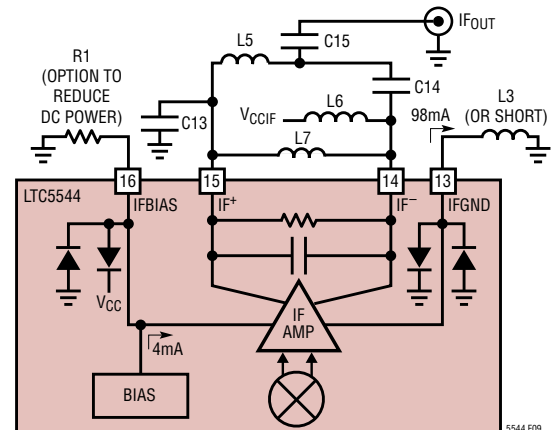 IFOUT
L5
C15
R1
(OPTION TO
REDUCE
DC POWER)
C14
L6
VCCIF
98mA
L3
(OR SHORT)
C13
L7
LTC5544
16
15
14
13
IFBIAS
IF+
IF−
IFGND
VCC
IF
AMP
4mA
BIAS
5544 F09